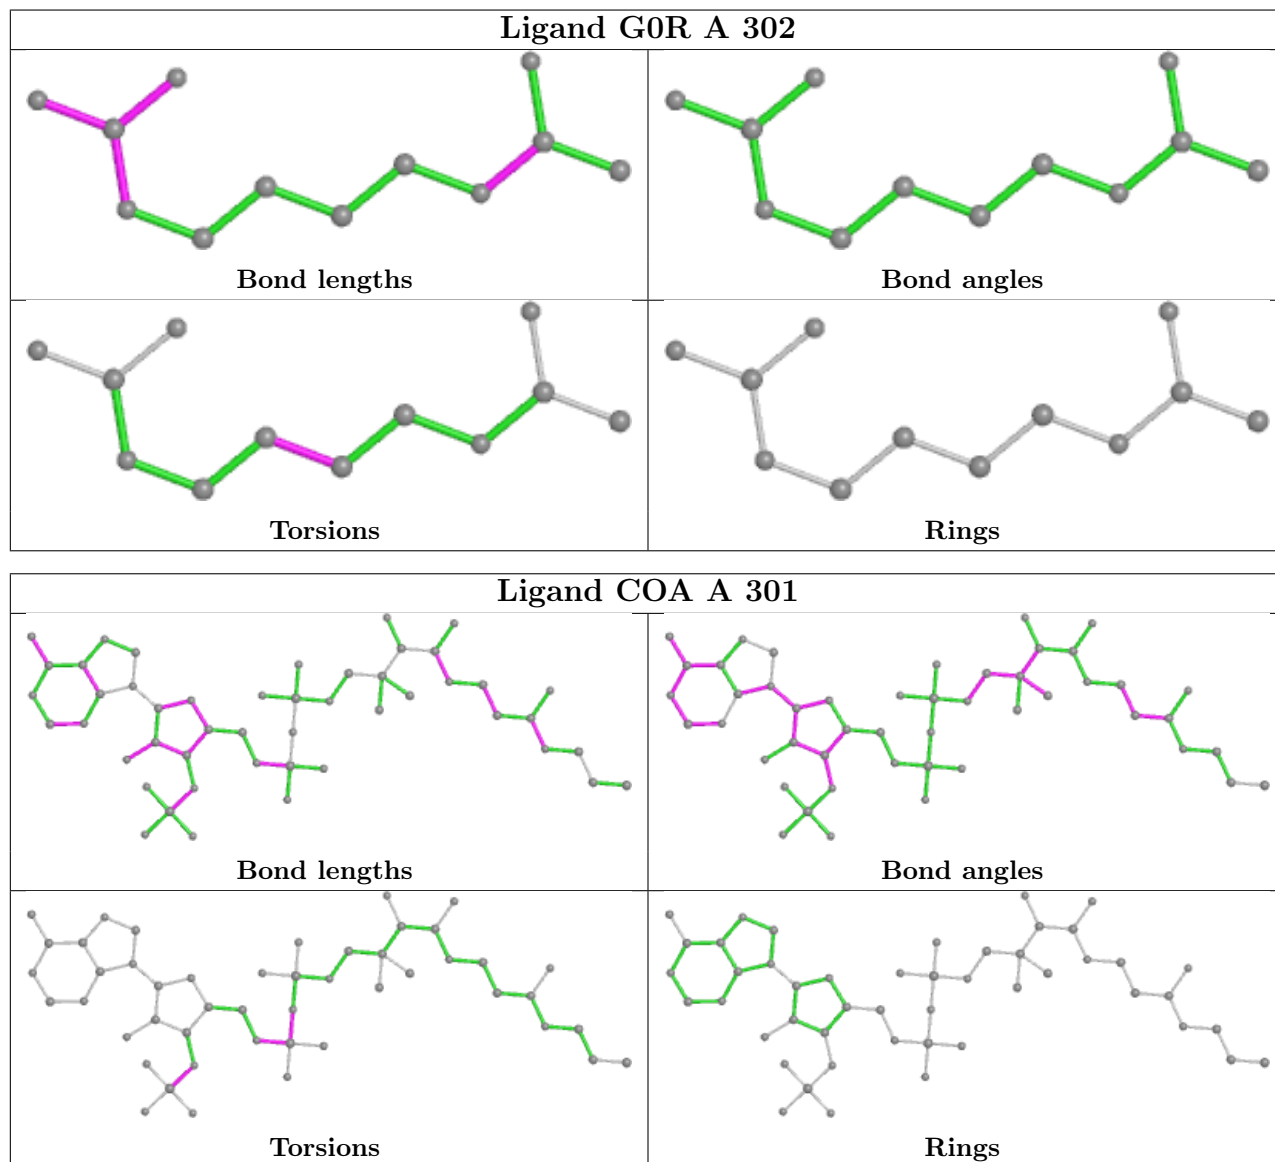 Ligand G0R A 302
Bond lengths
Bond angles
Torsions
Rings
Ligand COA A 301
Bond lengths
Bond angles
Torsions
Rings